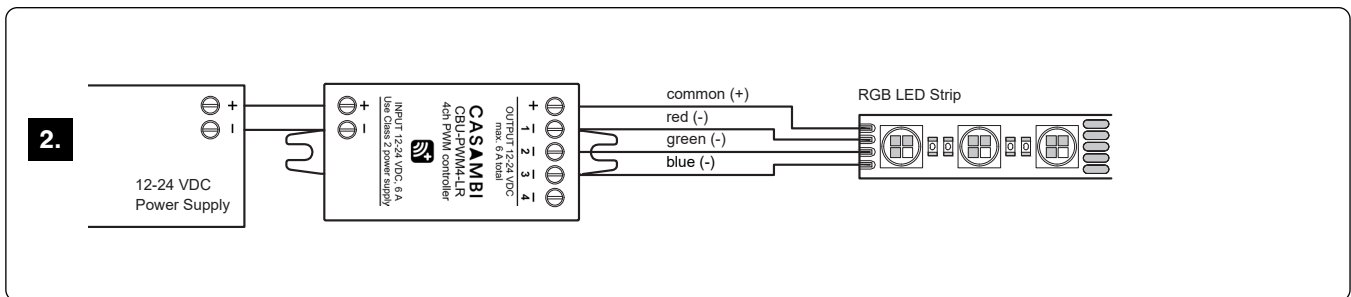 2.
+
−
12-24 VDC
Power Supply
+
−
INPUT 12-24 VDC, 6 A
Use Class 2 power supply
CASAMBI
CBU-PWM4-LR
4ch PWM controller
OUTPUT 12-24 VDC
max. 6 A total
+
1 −
2 −
3 −
4 −
common (+)
red (-)
green (-)
blue (-)
RGB LED Strip